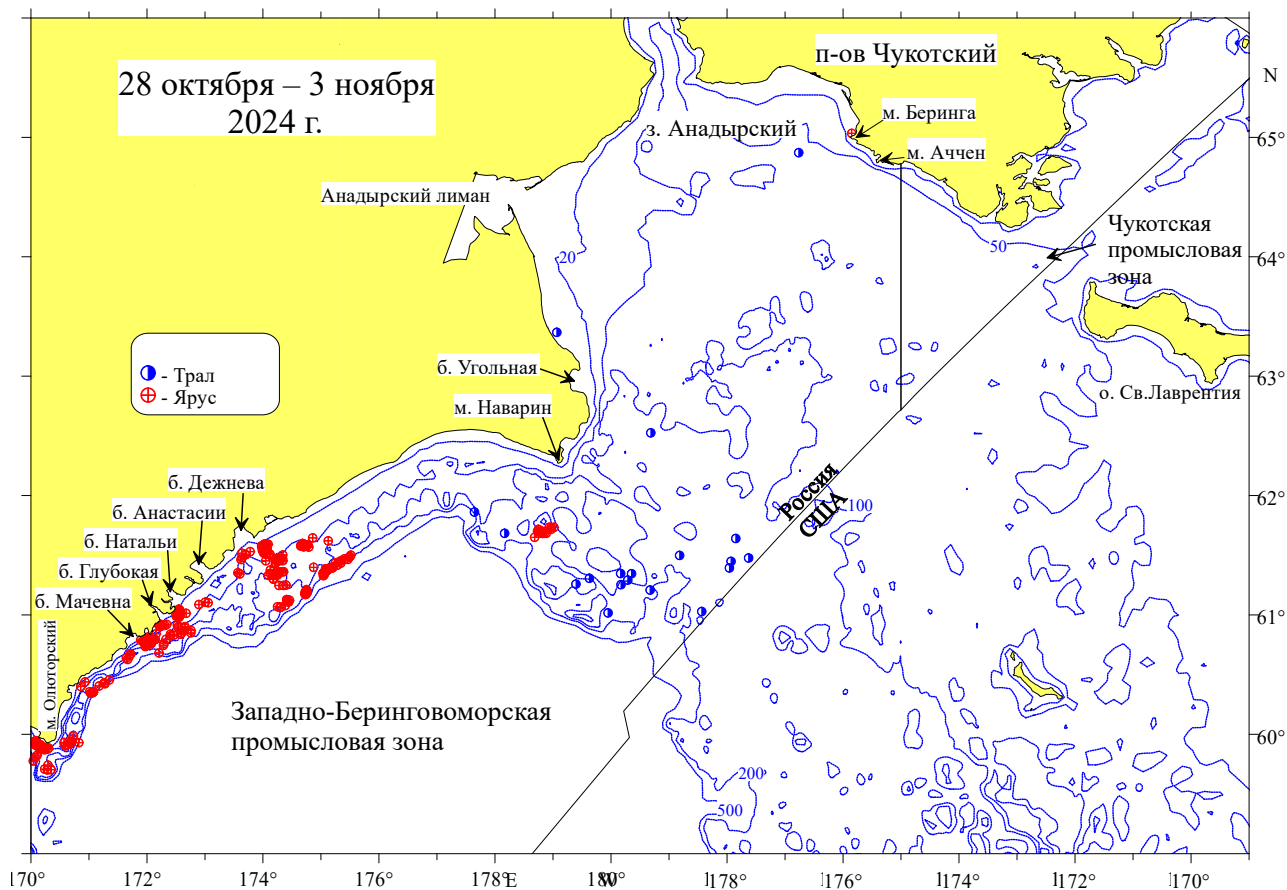 28 октября – 3 ноября
2024 г.
п-ов Чукотский
N
м. Беринга
з. Анадырский
65°
м. Аччен
Анадырский лиман
20
50
Чукотская
промысловая
зона
64°
б. Угольная
63°
о. Св.Лаврентия
- Трал
- Ярус
м. Наварин
б. Дежнева
62°
б. Анастасии
Россия
США
100
б. Натальи
б. Глубокая
б. Мачевна
61°
м. Олюторский
Западно-Беринговоморская
промысловая зона
60°
200
500
170
172°
174°
176°
178°
E
W
180°
178°
176°
174°
172°
170°